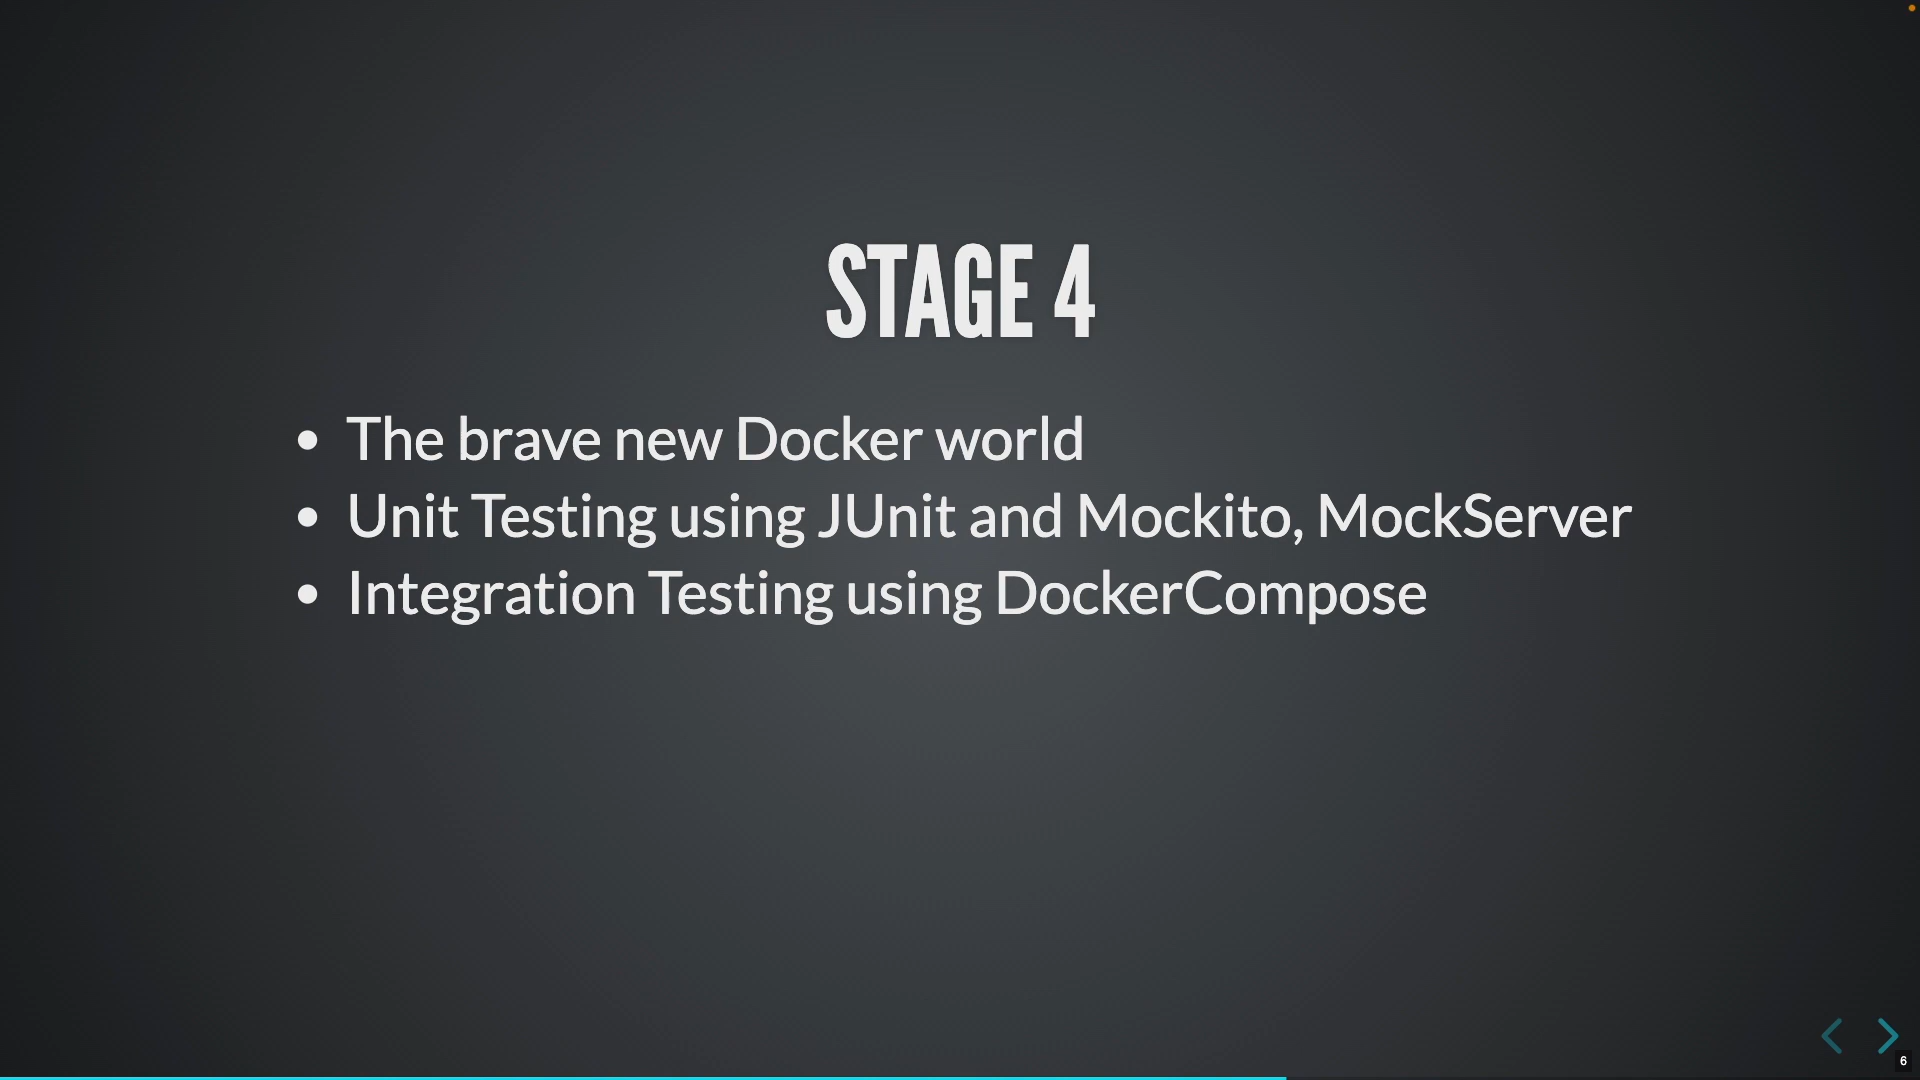 STAGE 4
• The brave new Docker world
• Unit Testing using JUnit and Mockito, MockServer
• Integration Testing using DockerCompose
6